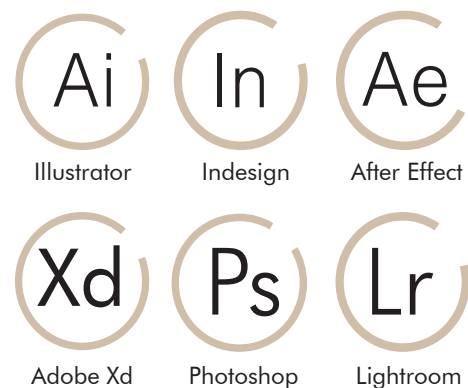 Ai In Ae
Illustrator Indesign After Effect
Xd Ps Lr
Adobe Xd Photoshop Lightroom